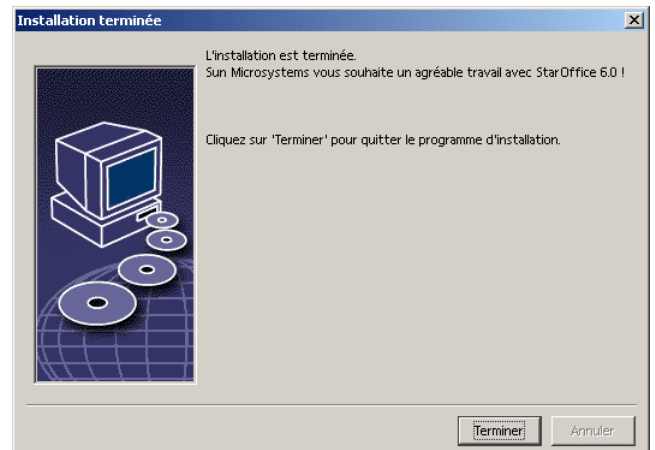 Installation terminée
L'installation est terminée.
Sun Microsystems vous souhaite un agréable travail avec StarOffice 6.0 !
Cliquez sur 'Terminer' pour quitter le programme d'installation.
Terminer Annuler